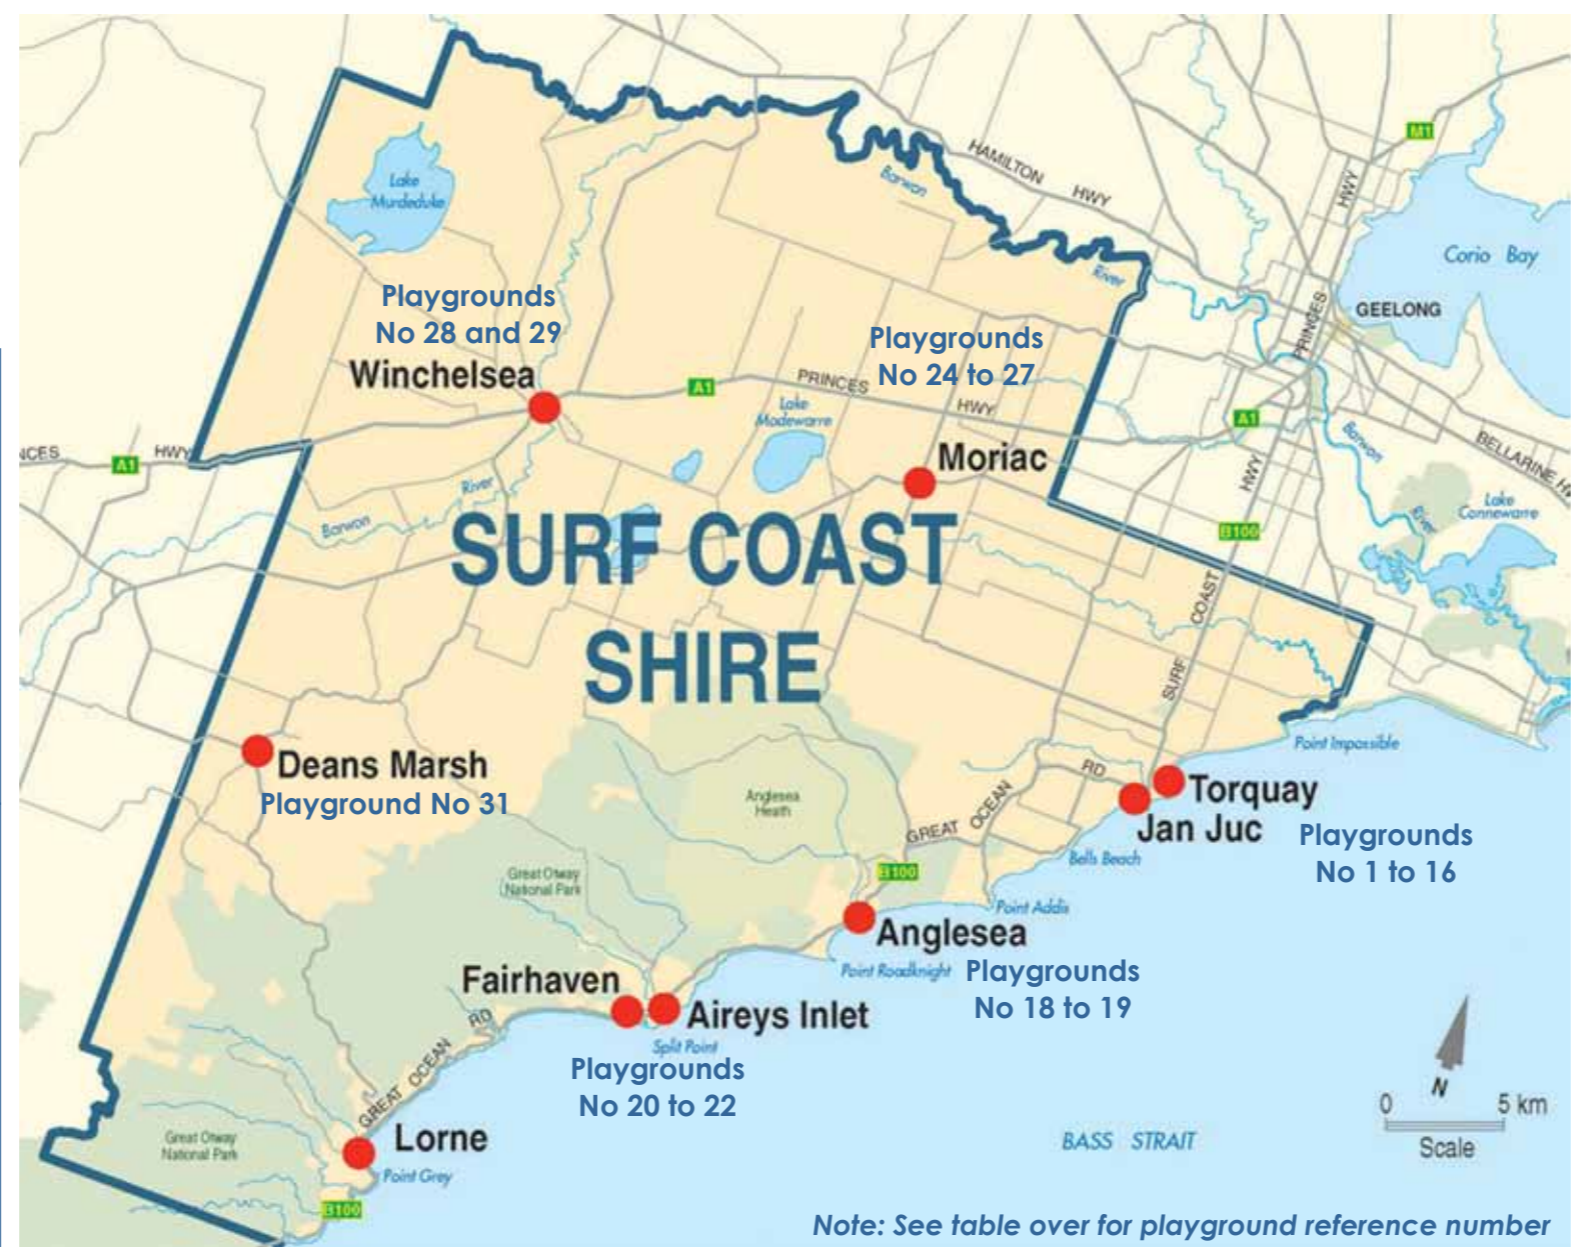 M1
HAMILTON HWY
HWY
Barwon
Lake
Murdeduke
Corio Bay
River
Playgrounds
No 28 and 29
PRINCES
GEELONG
Playgrounds
No 24 to 27
Winchelsea
A1
PRINCES
HWY
Lake
Modewarre
A1
Barwon
BELLARINE
NCES
A1
HWY
Moriac
HWY
River
Barwon
Lake
Connewarre
River
B100
SURF COAST
SHIRE
COAST
SURF
Point Impossible
Deans Marsh
Playground No 31
RD
Torquay
Jan Juc
Playgrounds
No 1 to 16
Anglesea
Heath
GREAT OCEAN
Bells Beach
B100
Great Otway
National Park
Point Addis
Anglesea
Point Roadknight
Playgrounds
No 18 to 19
Fairhaven
Aireys Inlet
RD
Split Point
Playgrounds
No 20 to 22
GREAT OCEAN
N
0 5 km
Scale
Great Otway
National Park
Lorne
Point Grey
BASS STRAIT
B100
Note: See table over for playground reference number